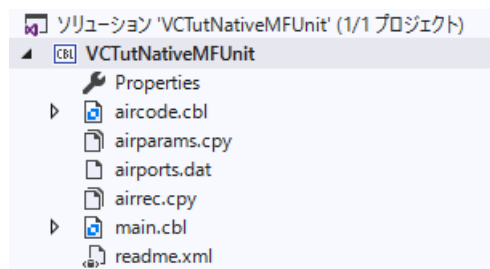 ソリューション 'VCTutNativeMFUnit' (1/1 プロジェクト)
CBL VCTutNativeMFUnit
Properties
aircode.cbl
airparams.cpy
airports.dat
airrec.cpy
main.cbl
readme.xml